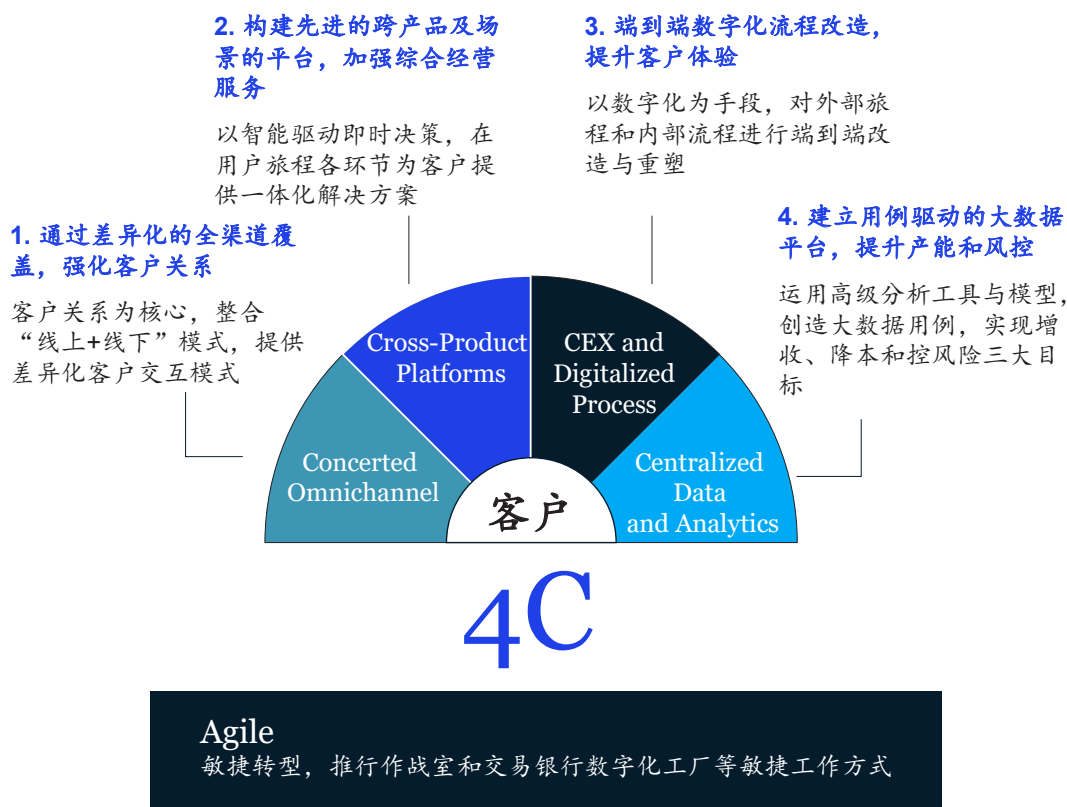 2. 构建先进的跨产品及场
景的平台，加强综合经营
服务
以智能驱动即时决策，在
用户旅程各环节为客户提
供一体化解决方案
3. 端到端数字化流程改造，
提升客户体验
以数字化为手段，对外部旅
程和内部流程进行端到端改
造与重塑
1. 通过差异化的全渠道覆
盖，强化客户关系
客户关系为核心，整合
“线上+线下”模式，提供
差异化客户交互模式
4. 建立用例驱动的大数据
平台，提升产能和风控
运用高级分析工具与模型，
创造大数据用例，实现增
收、降本和控风险三大目
标
Cross-Product
Platforms
CEX and
Digitalized
Process
Concerted
Omnichannel
Centralized
Data
and Analytics
客户
4C
Agile
敏捷转型，推行作战室和交易银行数字化工厂等敏捷工作方式